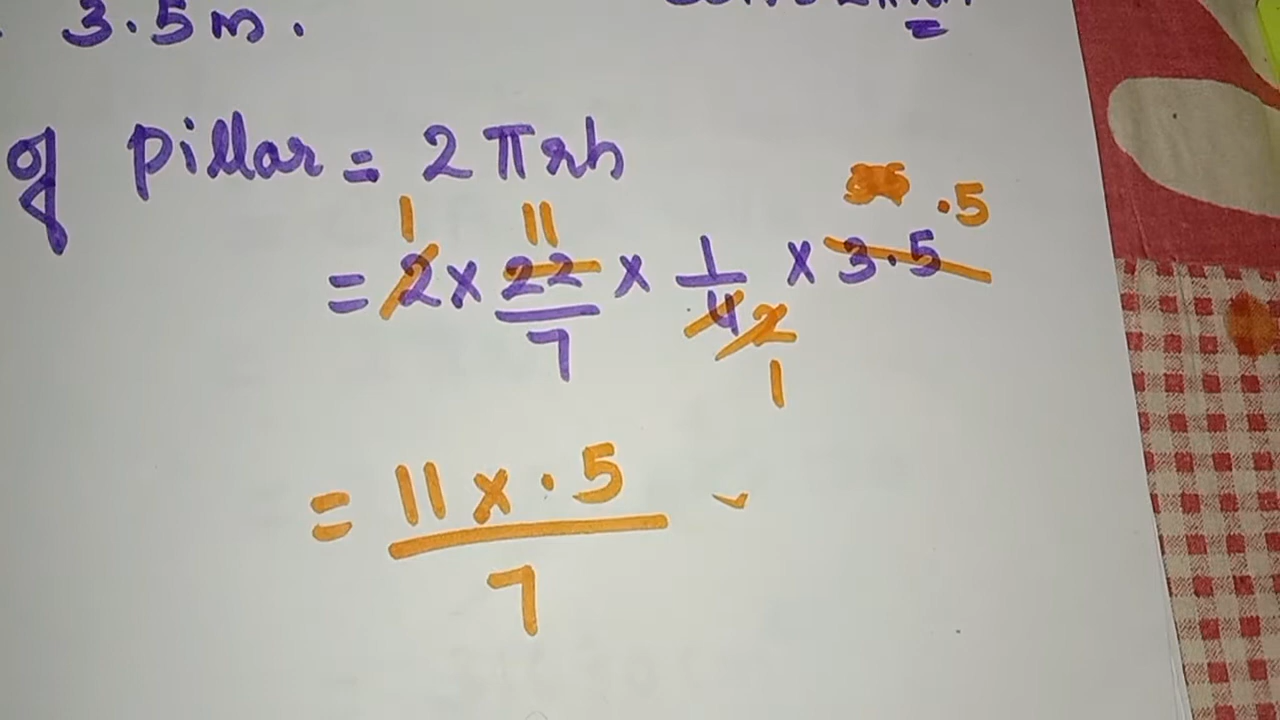 3.5m.
of pillar = 2πrh
= 2 × 22/7 × 1/4 × 3.5
1 11 .5
2 1
= 11 × .5 / 7